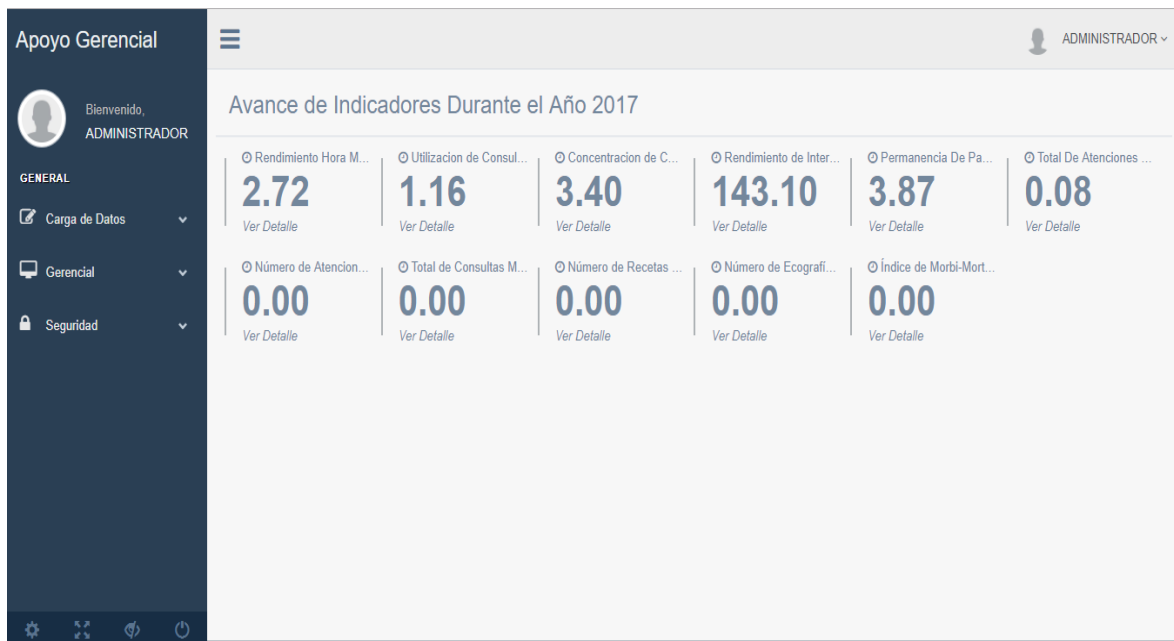 Apoyo Gerencial
ADMINISTRADOR
Bienvenido,
ADMINISTRADOR
GENERAL
Carga de Datos
Gerencial
Seguridad
Avance de Indicadores Durante el Año 2017
Rendimiento Hora M...
2.72
Ver Detalle
Utilizacion de Consul...
1.16
Ver Detalle
Concentracion de C...
3.40
Ver Detalle
Rendimiento de Inter...
143.10
Ver Detalle
Permanencia De Pa...
3.87
Ver Detalle
Total De Atenciones ...
0.08
Ver Detalle
Número de Atencion...
0.00
Ver Detalle
Total de Consultas M...
0.00
Ver Detalle
Número de Recetas ...
0.00
Ver Detalle
Número de Ecografí...
0.00
Ver Detalle
Índice de Morbi-Mort...
0.00
Ver Detalle